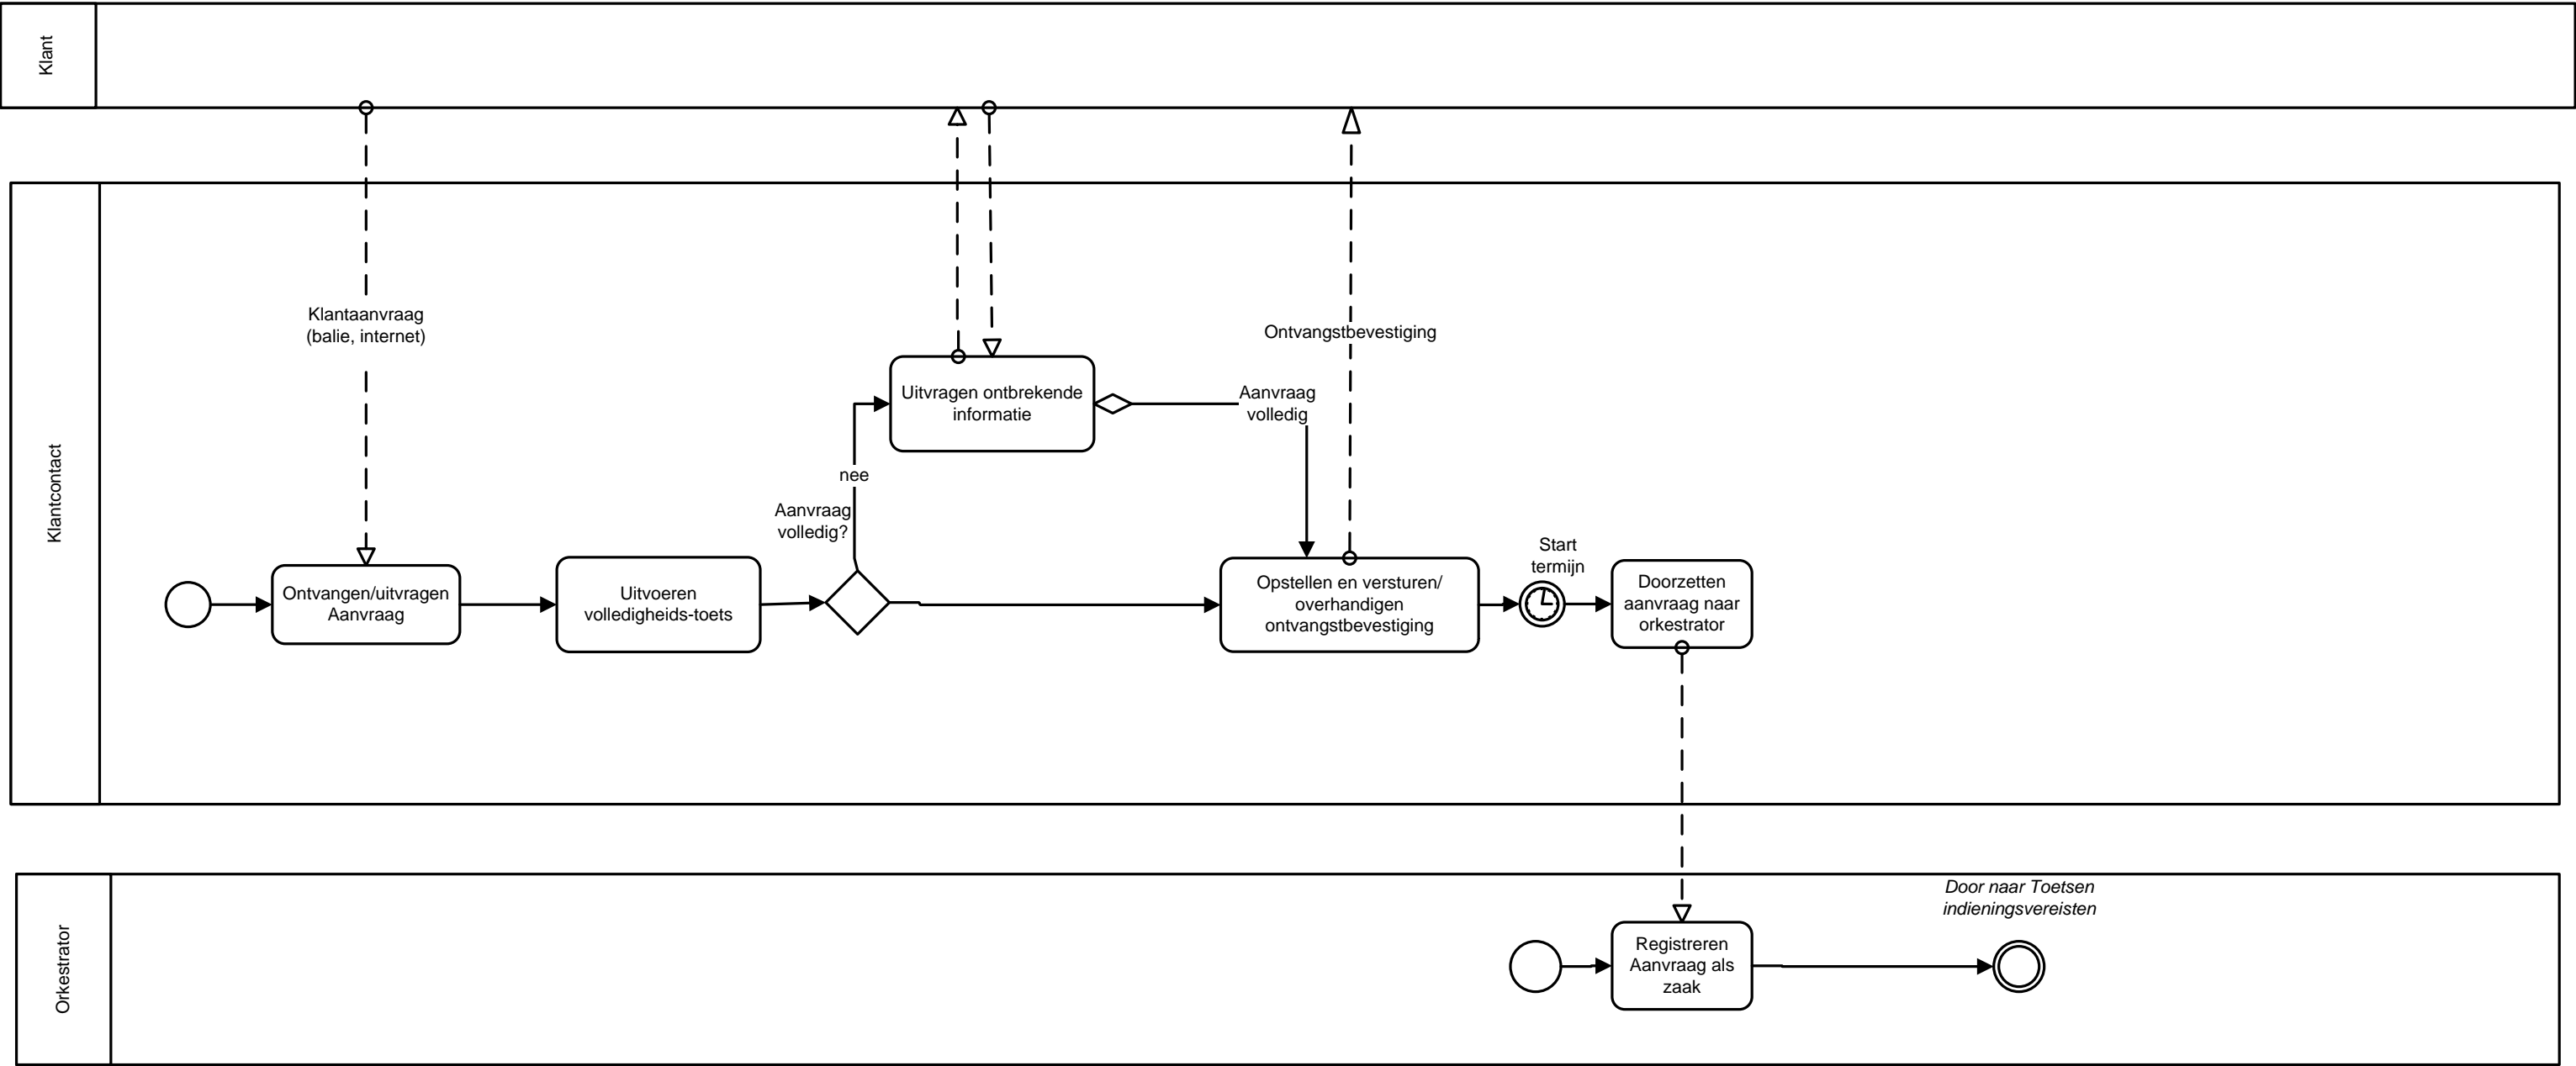 Klant
Klantaanvraag
(balie, internet)
Ontvangstbevestiging
Uitvragen ontbrekende
informatie
Aanvraag
volledig
nee
Aanvraag
volledig?
Klantcontact
Ontvangen/uitvragen
Aanvraag
Uitvoeren
volledigheids-toets
Opstellen en versturen/
overhandigen
ontvangstbevestiging
Start
termijn
Doorzetten
aanvraag naar
orkestrator
Orkestrator
Door naar Toetsen
indieningsvereisten
Registreren
Aanvraag als
zaak